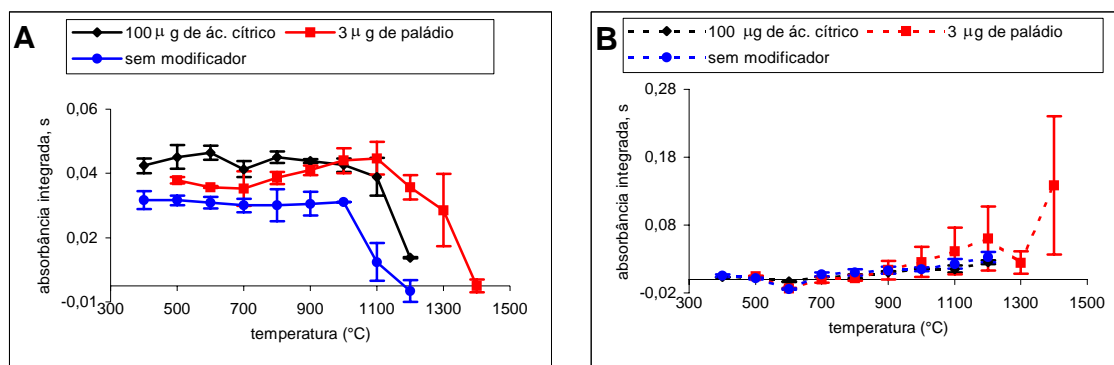 A
100 μ g de ác. cítrico
3 μ g de paládio
sem modificador
absorbância integrada, s
0,06
0,04
0,02
-0,01
300
500
700
900
1100
1300
1500
temperatura (°C)
B
100 μg de ác. cítrico
3 μg de paládio
sem modificador
absorbância integrada, s
0,28
0,18
0,08
-0,02
300
500
700
900
1100
1300
1500
temperatura (°C)